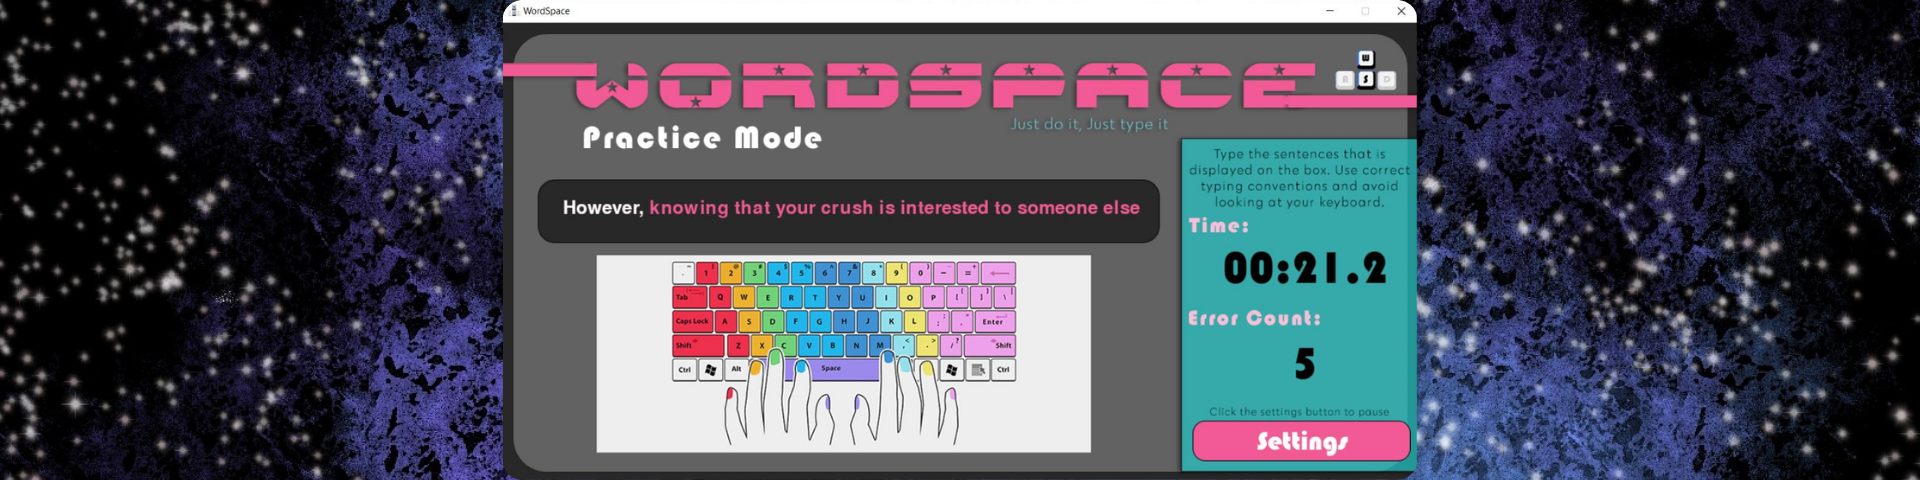 WordSpace
WORDSPACE
W
A S D
Just do it, Just type it
Practice Mode
Type the sentences that is
displayed on the box. Use correct
typing conventions and avoid
looking at your keyboard.
However, knowing that your crush is interested to someone else
Time:
00:21.2
Error Count:
5
1 2 3 4 5 6 7 8 9 0 - =
Tab Q W E R T Y U I O P [ ] \
Caps Lock A S D F G H J K L ; Enter
Shift Z X C V B N M , . / Shift
Ctrl Alt Space Ctrl
Click the settings button to pause
Settings